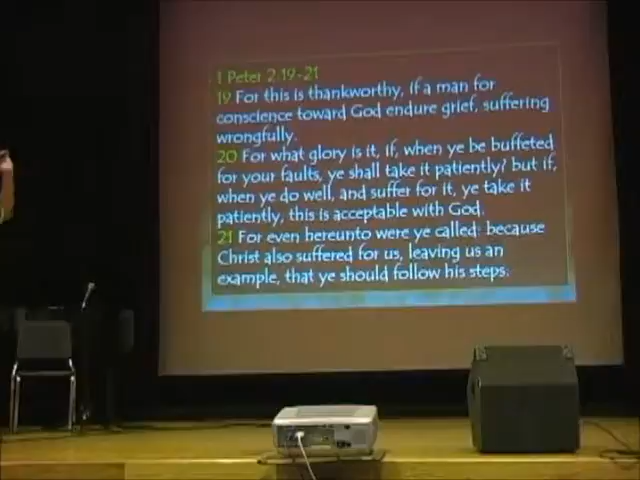 1 Peter 2:19-21
19 For this is thankworthy, if a man for
conscience toward God endure grief, suffering
wrongfully.
20 For what glory is it, if, when ye be buffeted
for your faults, ye shall take it patiently? but if,
when ye do well, and suffer for it, ye take it
patiently, this is acceptable with God.
21 For even hereunto were ye called: because
Christ also suffered for us, leaving us an
example, that ye should follow his steps: